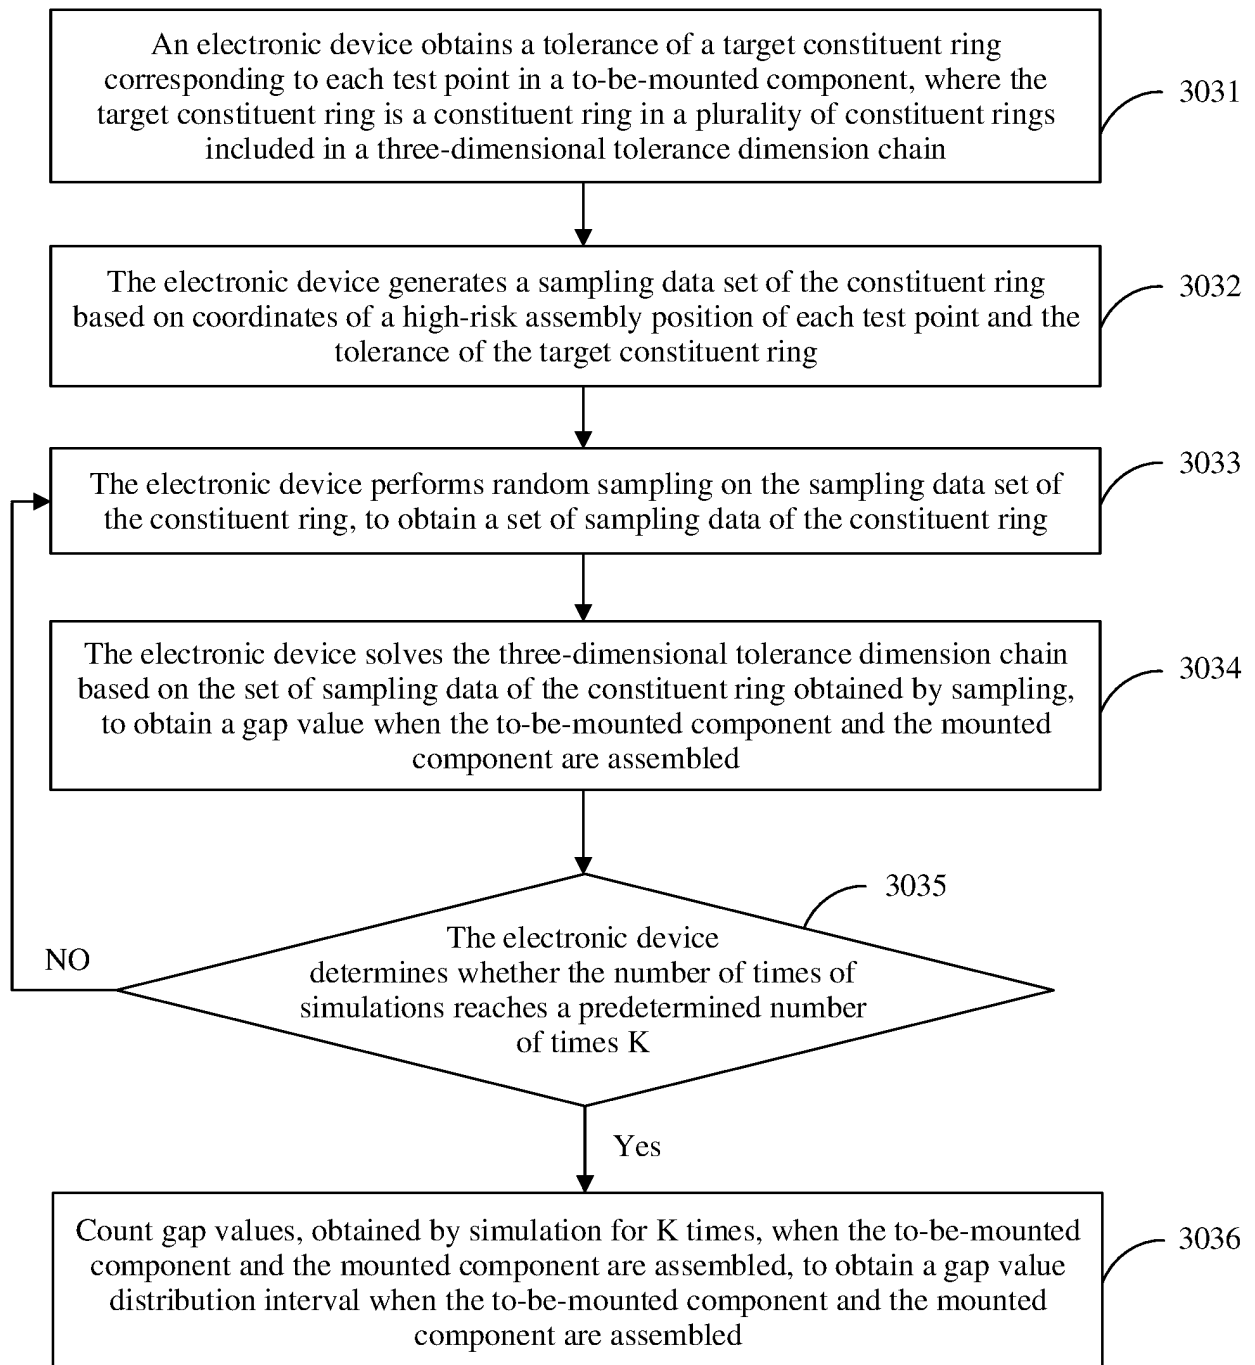 An electronic device obtains a tolerance of a target constituent ring
corresponding to each test point in a to-be-mounted component, where the
target constituent ring is a constituent ring in a plurality of constituent rings
included in a three-dimensional tolerance dimension chain
3031
The electronic device generates a sampling data set of the constituent ring
based on coordinates of a high-risk assembly position of each test point and the
tolerance of the target constituent ring
3032
The electronic device performs random sampling on the sampling data set of
the constituent ring, to obtain a set of sampling data of the constituent ring
3033
The electronic device solves the three-dimensional tolerance dimension chain
based on the set of sampling data of the constituent ring obtained by sampling,
to obtain a gap value when the to-be-mounted component and the mounted
component are assembled
3034
The electronic device
determines whether the number of times of
simulations reaches a predetermined number
of times K
3035
NO
Yes
Count gap values, obtained by simulation for K times, when the to-be-mounted
component and the mounted component are assembled, to obtain a gap value
distribution interval when the to-be-mounted component and the mounted
component are assembled
3036